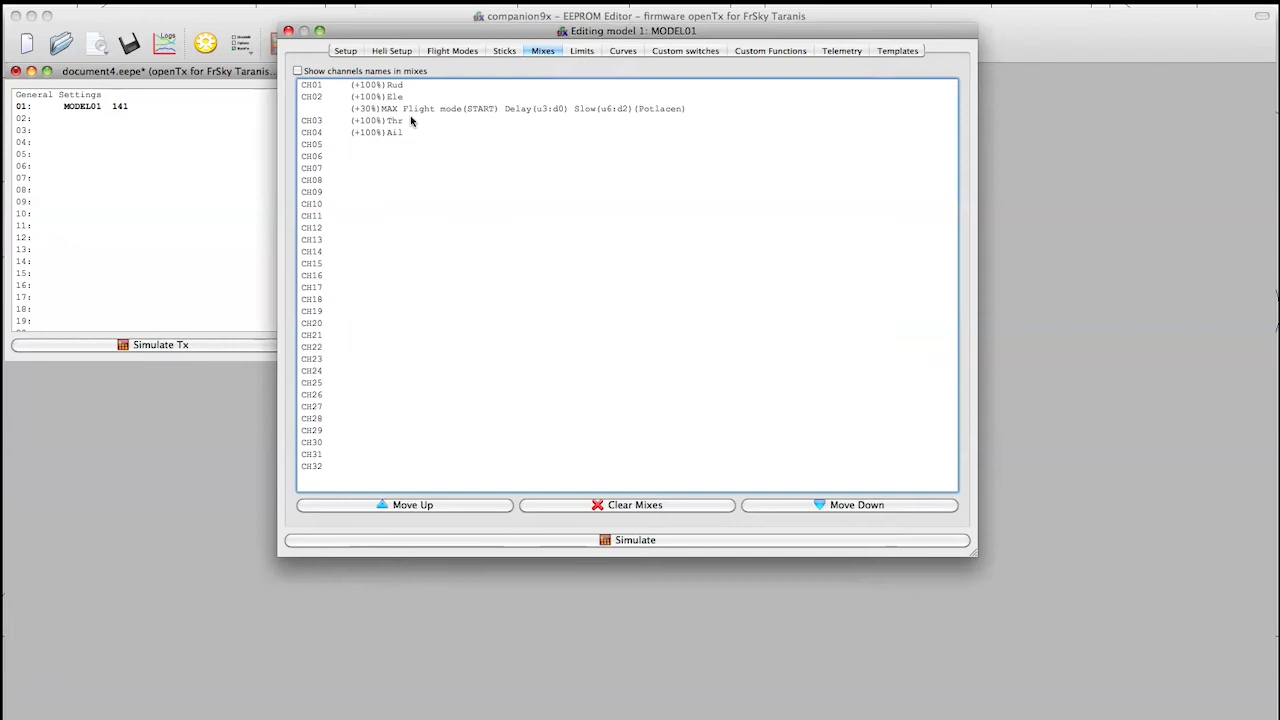 companion9x - EEPROM Editor - firmware openTx for FrSky Taranis
Editing model 1: MODEL01
Setup Heli Setup Flight Modes Sticks Mixes Limits Curves Custom switches Custom Functions Telemetry Templates
document4.eepe* (openTx for FrSky Taranis...
Show channels names in mixes
General Settings
01: MODEL01 141
02:
03:
04:
05:
06:
07:
08:
09:
10:
11:
12:
13:
14:
15:
16:
17:
18:
19:
Simulate Tx
CH01 (+100%)Rud
CH02 (+100%)Ele
(+30%)MAX Flight mode(START) Delay(u3:d0) Slow(u6:d2)(Potlacen)
CH03 (+100%)Thr
CH04 (+100%)Ail
CH05
CH06
CH07
CH08
CH09
CH10
CH11
CH12
CH13
CH14
CH15
CH16
CH17
CH18
CH19
CH20
CH21
CH22
CH23
CH24
CH25
CH26
CH27
CH28
CH29
CH30
CH31
CH32
Move Up Clear Mixes Move Down
Simulate